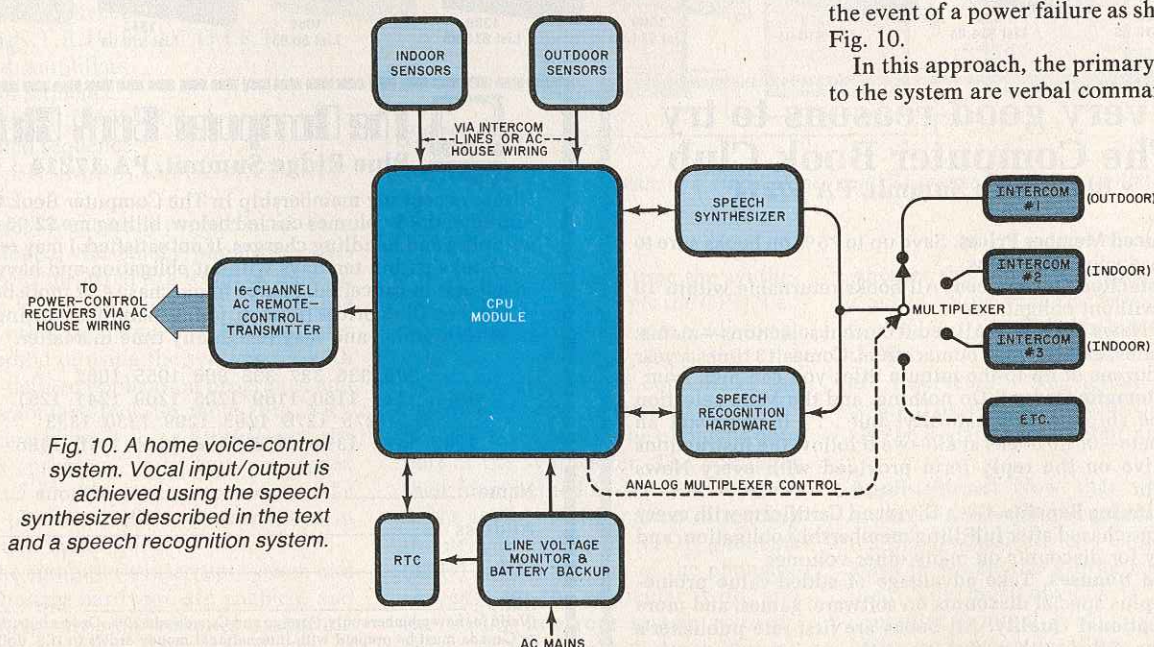 the event of a power failure as sh
Fig. 10.
In this approach, the primary
to the system are verbal comma
INDOOR
SENSORS
OUTDOOR
SENSORS
VIA INTERCOM
LINES OR AC
HOUSE WIRING
CPU
MODULE
SPEECH
SYNTHESIZER
INTERCOM
#1
(OUTDOOR)
INTERCOM
#2
(INDOOR)
MULTIPLEXER
INTERCOM
#3
(INDOOR)
ETC.
TO
POWER-CONTROL
RECEIVERS VIA AC
HOUSE WIRING
16-CHANNEL
AC REMOTE-
CONTROL
TRANSMITTER
SPEECH
RECOGNITION
HARDWARE
ANALOG MULTIPLEXER CONTROL
Fig. 10. A home voice-control
system. Vocal input/output is
achieved using the speech
synthesizer described in the text
and a speech recognition system.
RTC
LINE VOLTAGE
MONITOR &
BATTERY BACKUP
AC MAINS